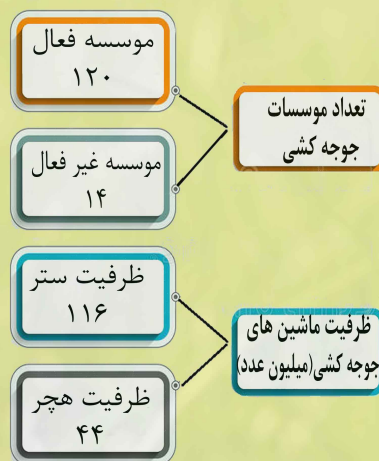 تعداد موسسات
جوجه کشی
موسسه فعال
۱۲۰
موسسه غیر فعال
۱۴
ظرفیت ماشین های
جوجه کشی(میلیون عدد)
ظرفیت ستر
۱۱۶
ظرفیت هچر
۴۴